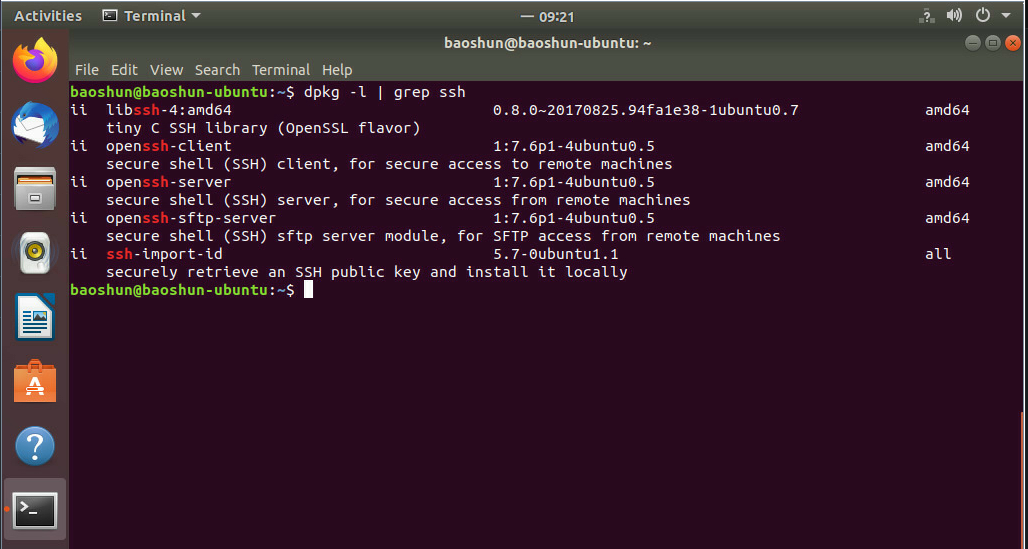 Activities Terminal 09:21
baoshun@baoshun-ubuntu: ~
File Edit View Search Terminal Help
baoshun@baoshun-ubuntu:~$ dpkg -l | grep ssh
ii  libssh-4:amd64                             0.8.0~20170825.94fa1e38-1ubuntu0.7              amd64
    tiny C SSH library (OpenSSL flavor)
ii  openssh-client                             1:7.6p1-4ubuntu0.5                              amd64
    secure shell (SSH) client, for secure access to remote machines
ii  openssh-server                             1:7.6p1-4ubuntu0.5                              amd64
    secure shell (SSH) server, for secure access from remote machines
ii  openssh-sftp-server                        1:7.6p1-4ubuntu0.5                              amd64
    secure shell (SSH) sftp server module, for SFTP access from remote machines
ii  ssh-import-id                              5.7-0ubuntu1.1                                  all
    securely retrieve an SSH public key and install it locally
baoshun@baoshun-ubuntu:~$